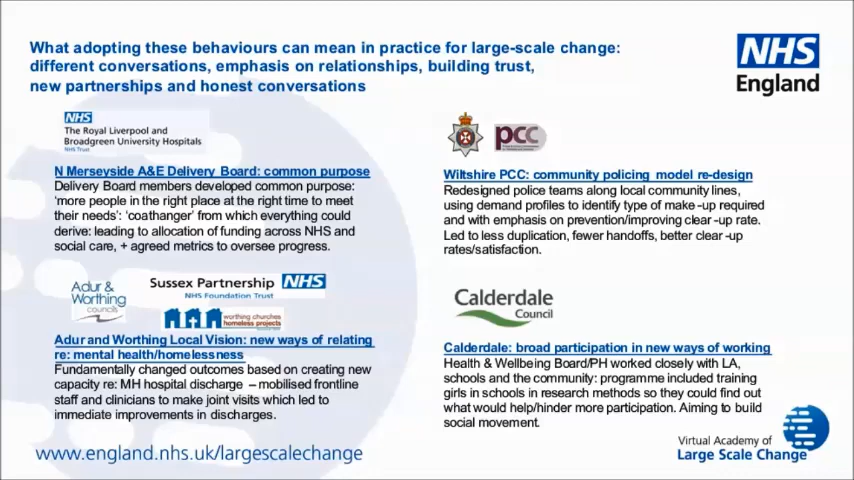 What adopting these behaviours can mean in practice for large-scale change:
different conversations, emphasis on relationships, building trust,
new partnerships and honest conversations
NHS
England
NHS
The Royal Liverpool and
Broadgreen University Hospitals
NHS Trust
N Merseyside A&E Delivery Board: common purpose
Delivery Board members developed common purpose:
‘more people in the right place at the right time to meet
their needs’: ‘coathanger’ from which everything could
derive: leading to allocation of funding across NHS and
social care, + agreed metrics to oversee progress.
pcc
Wiltshire PCC: community policing model re-design
Redesigned police teams along local community lines,
using demand profiles to identify type of make-up required
and with emphasis on prevention/improving clear-up rate.
Led to less duplication, fewer handoffs, better clear-up
rates/satisfaction.
Adur &
Worthing
councils
Sussex Partnership NHS
NHS Foundation Trust
worthing churches
homeless projects
Adur and Worthing Local Vision: new ways of relating
re: mental health/homelessness
Fundamentally changed outcomes based on creating new
capacity re: MH hospital discharge – mobilised frontline
staff and clinicians to make joint visits which led to
immediate improvements in discharges.
Calderdale
Council
Calderdale: broad participation in new ways of working
Health & Wellbeing Board/PH worked closely with LA,
schools and the community: programme included training
girls in schools in research methods so they could find out
what would help/hinder more participation. Aiming to build
social movement.
www.england.nhs.uk/largescalechange
Virtual Academy of
Large Scale Change